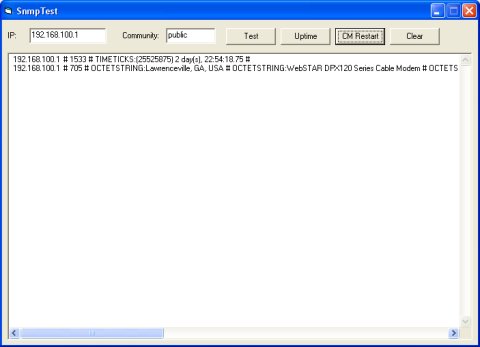 SnmpTest
IP: 192.168.100.1 Community: public Test Uptime CM Restart Clear
192.168.100.1 # 1533 # TIMETICKS:(25525875) 2 day(s), 22:54:18.75 #
192.168.100.1 # 705 # OCTETSTRING:Lawrenceville, GA, USA # OCTETSTRING:WebSTAR DPX120 Series Cable Modem # OCTETS